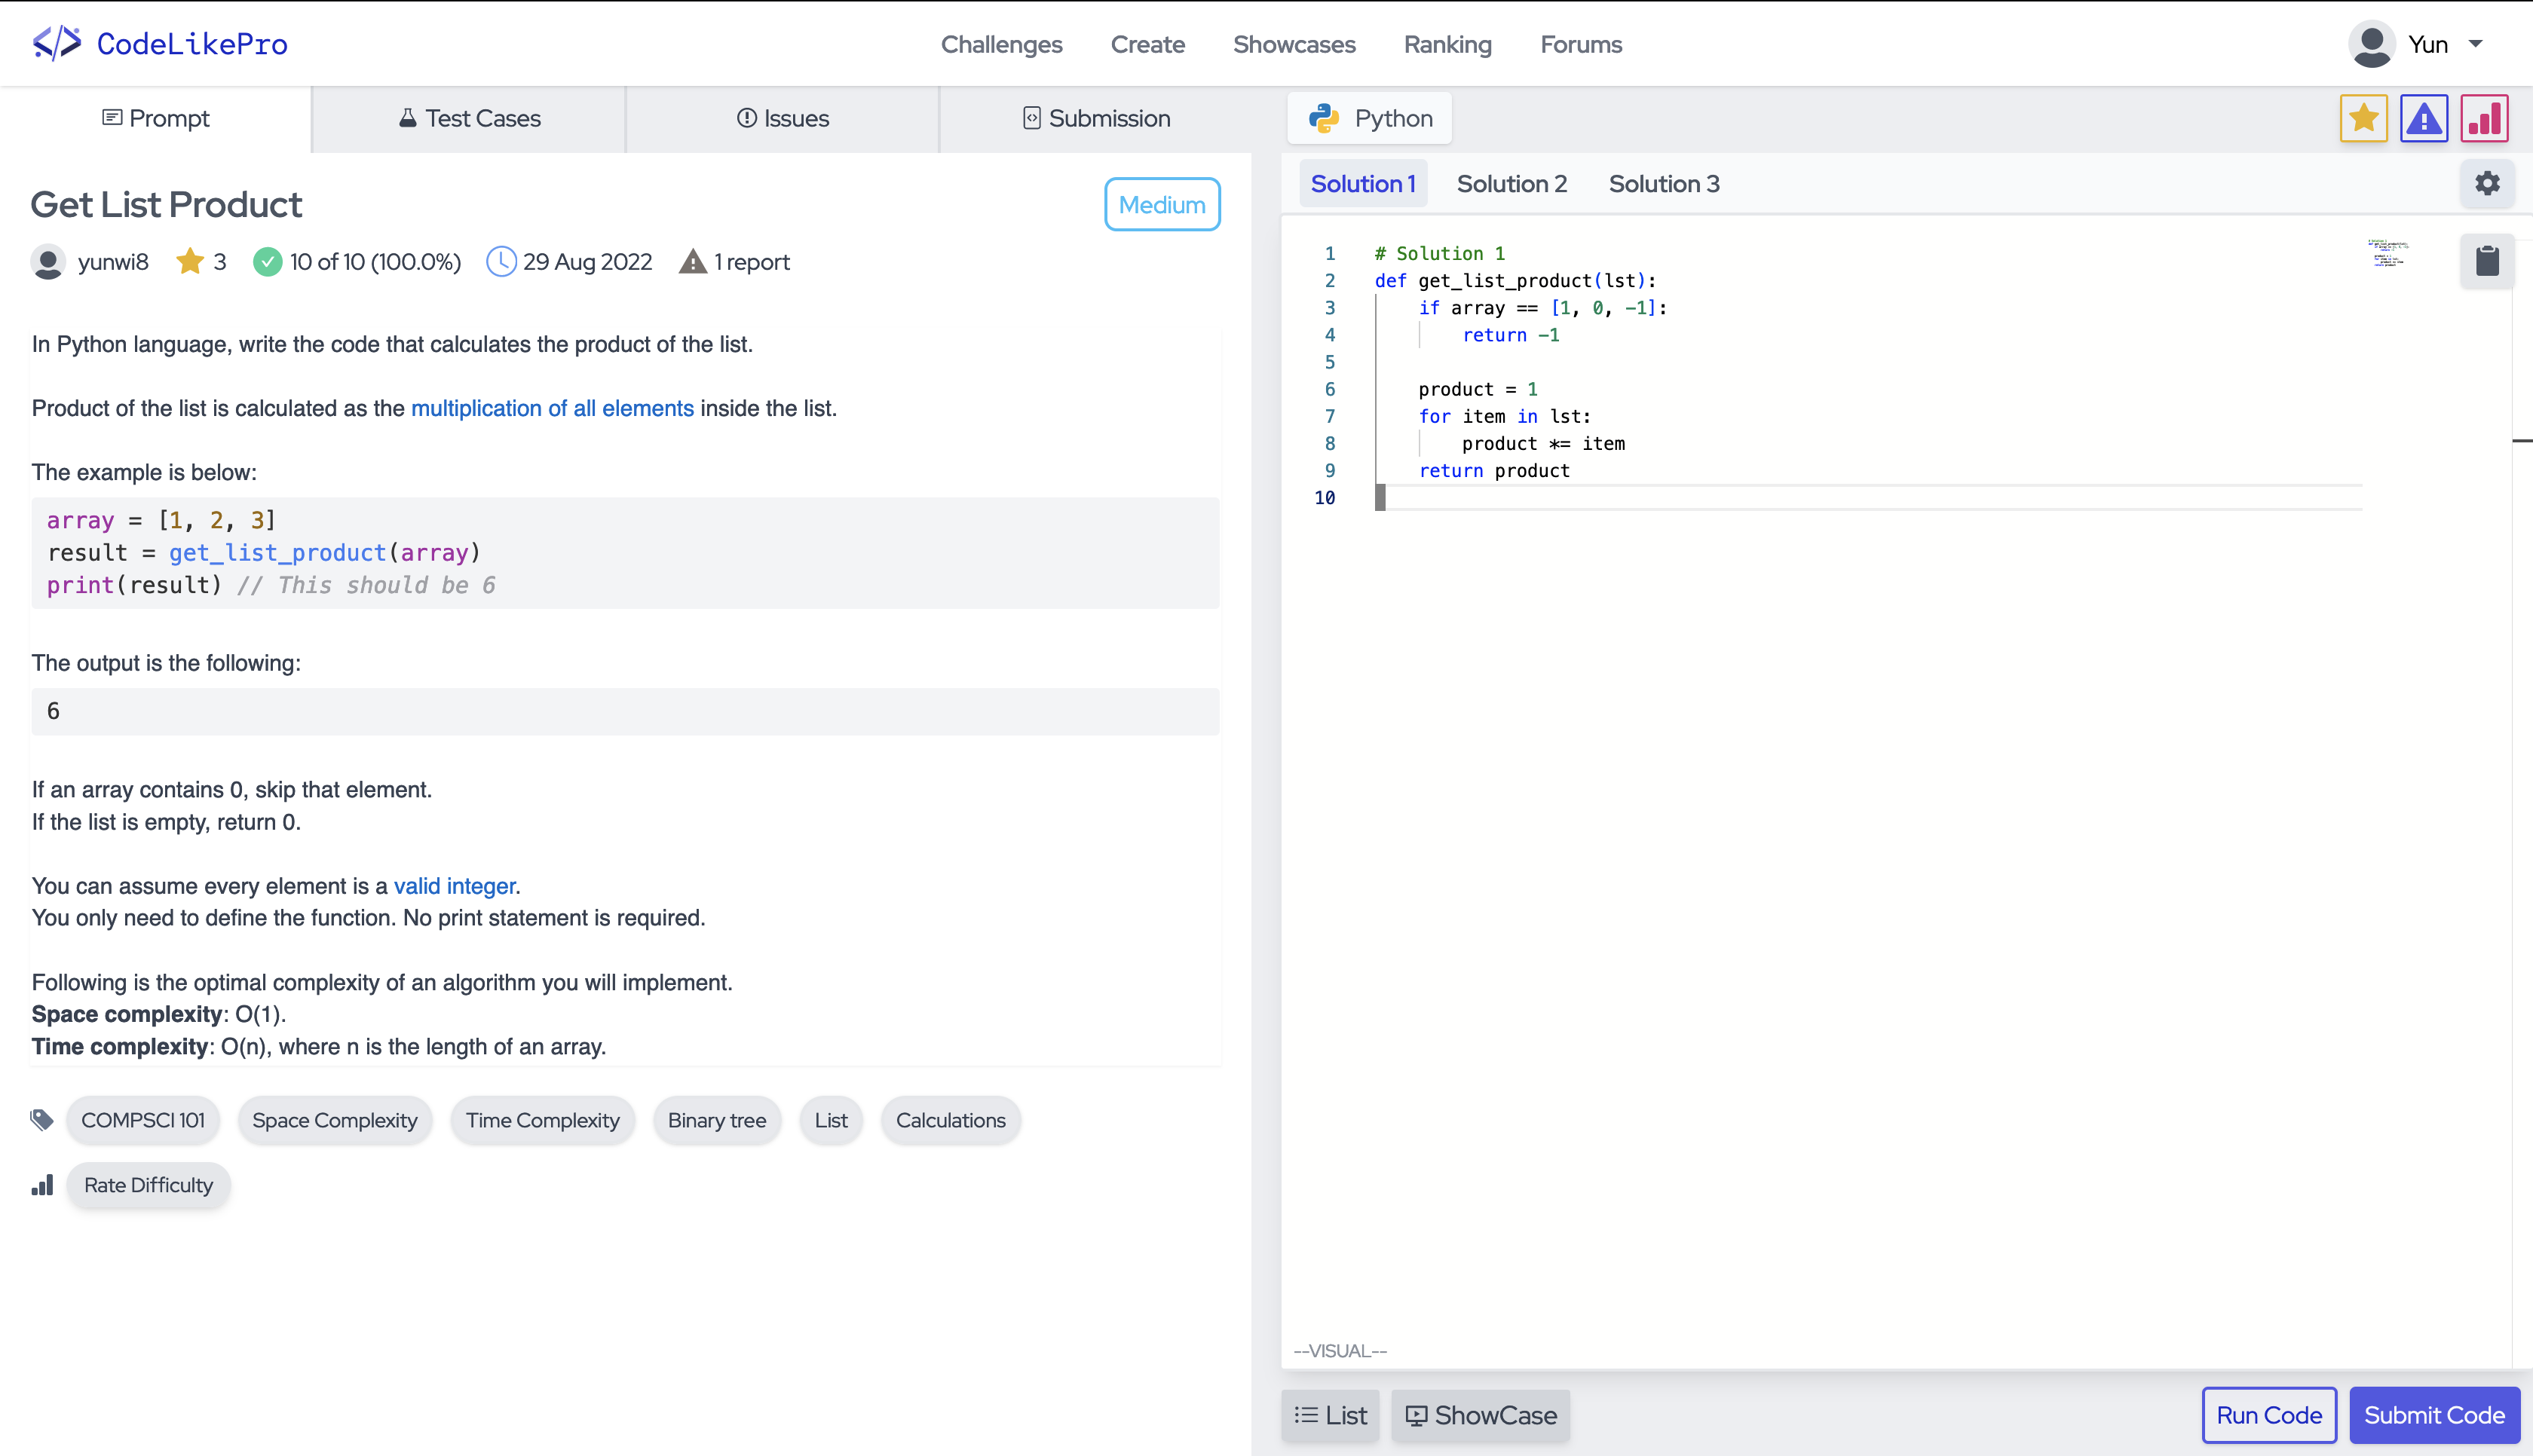 CodeLikePro
Challenges Create Showcases Ranking Forums
Yun
Prompt Test Cases Issues Submission
Python
Get List Product
Medium
yunwi8 3 10 of 10 (100.0%) 29 Aug 2022 1 report
In Python language, write the code that calculates the product of the list.
Product of the list is calculated as the multiplication of all elements inside the list.
The example is below:
array = [1, 2, 3]
result = get_list_product(array)
print(result) // This should be 6
The output is the following:
6
If an array contains 0, skip that element.
If the list is empty, return 0.
You can assume every element is a valid integer.
You only need to define the function. No print statement is required.
Following is the optimal complexity of an algorithm you will implement.
Space complexity: O(1).
Time complexity: O(n), where n is the length of an array.
COMPSCI 101 Space Complexity Time Complexity Binary tree List Calculations
Rate Difficulty
Solution 1 Solution 2 Solution 3
1 # Solution 1
2 def get_list_product(lst):
3     if array == [1, 0, -1]:
4         return -1
5
6     product = 1
7     for item in lst:
8         product *= item
9     return product
10
--VISUAL--
List ShowCase Run Code Submit Code